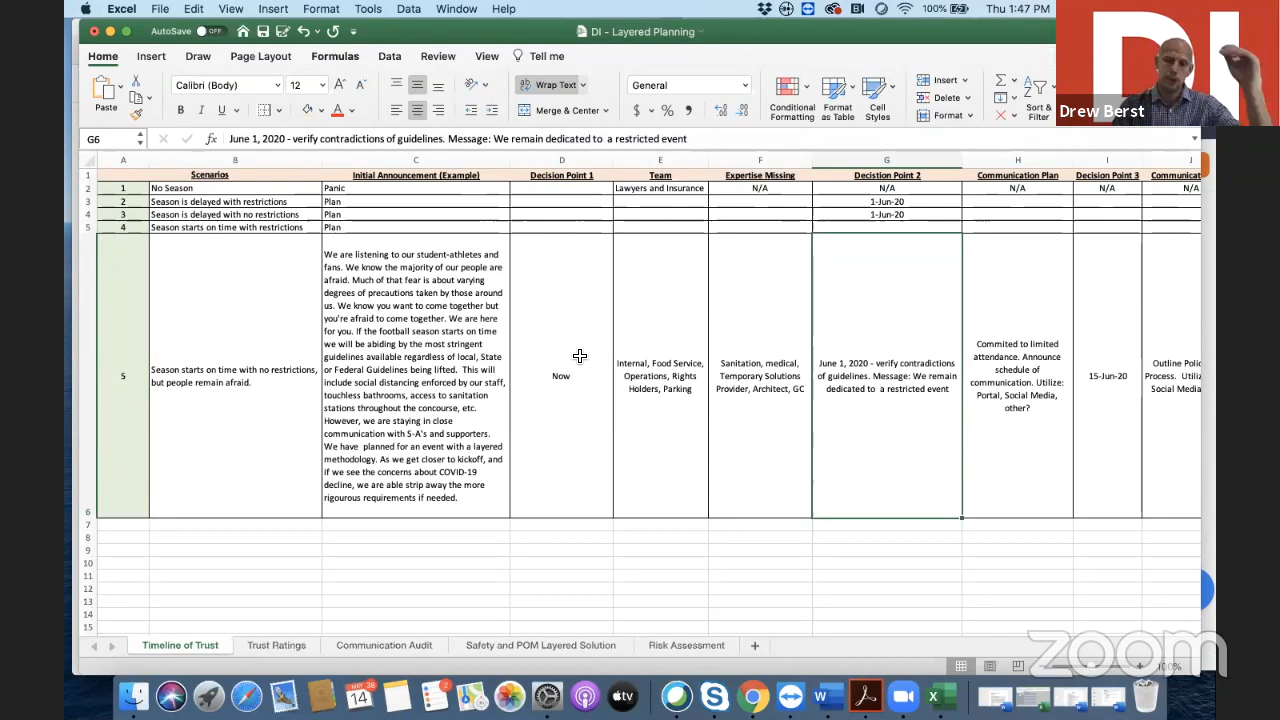 Excel File Edit View Insert Format Tools Data Window Help 100% Thu 1:47 PM
AutoSave OFF DI - Layered Planning
Home Insert Draw Page Layout Formulas Data Review View Tell me
Paste Calibri (Body) 12 A A Wrap Text General Conditional Formatting Format as Table Cell Styles Insert Delete Format Sort & Filter
B I U A Merge & Center $ %
DI
Drew Berst
G6 fx June 1, 2020 - verify contradictions of guidelines. Message: We remain dedicated to a restricted event
A B C D E F G H I J
1 Scenarios Initial Announcement (Example) Decision Point 1 Team Expertise Missing Decistion Point 2 Communication Plan Decision Point 3 Communicat
2 1 No Season Panic Lawyers and Insurance N/A N/A N/A N/A N/A
3 2 Season is delayed with restrictions Plan 1-Jun-20
4 3 Season is delayed with no restrictions Plan 1-Jun-20
5 4 Season starts on time with restrictions Plan
6 5
Season starts on time with no restrictions,
but people remain afraid.
We are listening to our student-athletes and
fans. We know the majority of our people are
afraid. Much of that fear is about varying
degrees of precautions taken by those around
us. We know you want to come together but
you're afraid to come together. We are here
for you. If the football season starts on time
we will be abiding by the most stringent
guidelines available regardless of local, State
or Federal Guidelines being lifted. This will
include social distancing enforced by our staff,
touchless bathrooms, access to sanitation
stations throughout the concourse, etc.
However, we are staying in close
communication with S-A's and supporters.
We have planned for an event with a layered
methodology. As we get closer to kickoff, and
if we see the concerns about COVID-19
decline, we are able strip away the more
rigourous requirements if needed.
Now
Internal, Food Service,
Operations, Rights
Holders, Parking
Sanitation, medical,
Temporary Solutions
Provider, Architect, GC
June 1, 2020 - verify contradictions
of guidelines. Message: We remain
dedicated to a restricted event
Commited to limited
attendance. Announce
schedule of
communication. Utilize:
Portal, Social Media,
other?
15-Jun-20
Outline Polic
Process. Utiliz
Social Media
7
8
9
10
11
12
13
14
15
Timeline of Trust Trust Ratings Communication Audit Safety and POM Layered Solution Risk Assessment +
100%
zoom
MAY 14